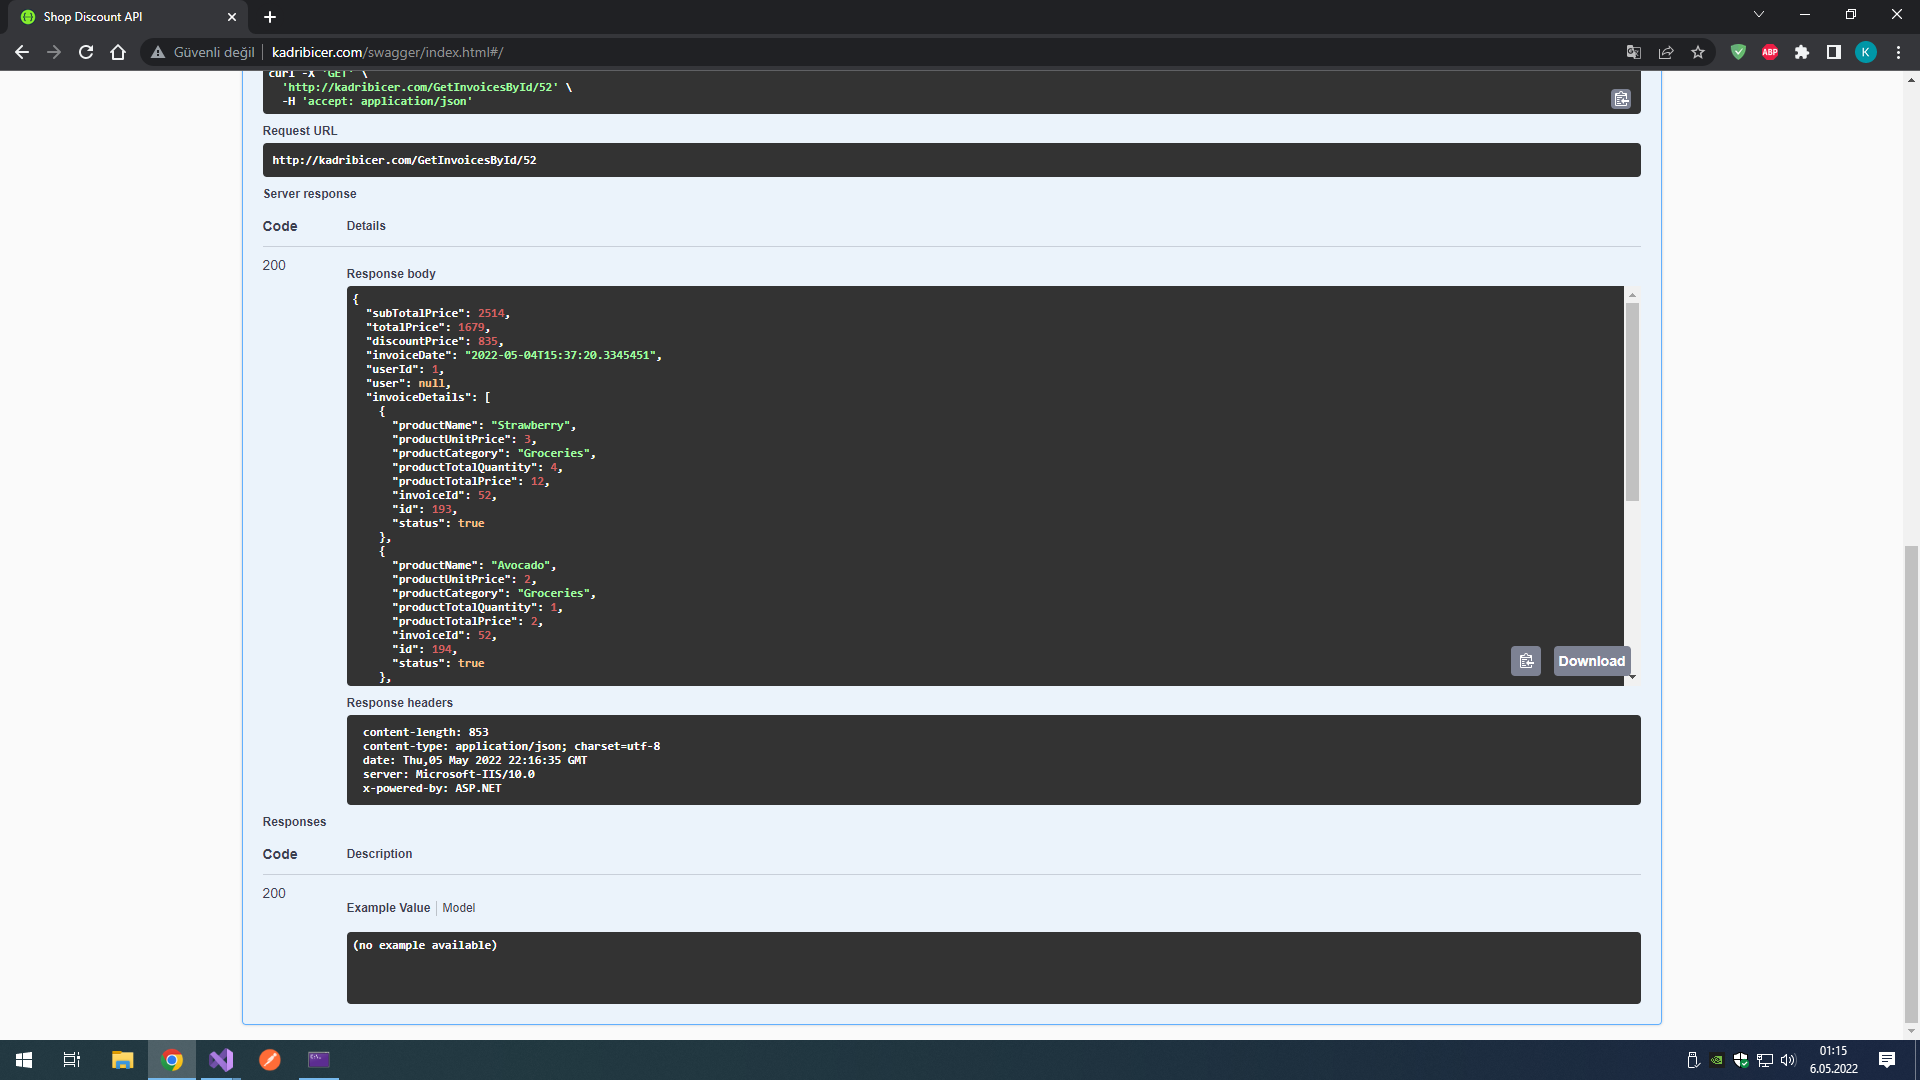 Shop Discount API
Güvenli değil
kadribicer.com/swagger/index.html#/
ABP
K
curl -X 'GET' \
'http://kadribicer.com/GetInvoicesById/52' \
-H 'accept: application/json'
Request URL
http://kadribicer.com/GetInvoicesById/52
Server response
Code Details
200
Response body
{
"subTotalPrice": 2514,
"totalPrice": 1679,
"discountPrice": 835,
"invoiceDate": "2022-05-04T15:37:20.3345451",
"userId": 1,
"user": null,
"invoiceDetails": [
{
"productName": "Strawberry",
"productUnitPrice": 3,
"productCategory": "Groceries",
"productTotalQuantity": 4,
"productTotalPrice": 12,
"invoiceId": 52,
"id": 193,
"status": true
},
{
"productName": "Avocado",
"productUnitPrice": 2,
"productCategory": "Groceries",
"productTotalQuantity": 1,
"productTotalPrice": 2,
"invoiceId": 52,
"id": 194,
"status": true
},
Download
Response headers
content-length: 853
content-type: application/json; charset=utf-8
date: Thu,05 May 2022 22:16:35 GMT
server: Microsoft-IIS/10.0
x-powered-by: ASP.NET
Responses
Code Description
200
Example Value Model
(no example available)
01:15
6.05.2022